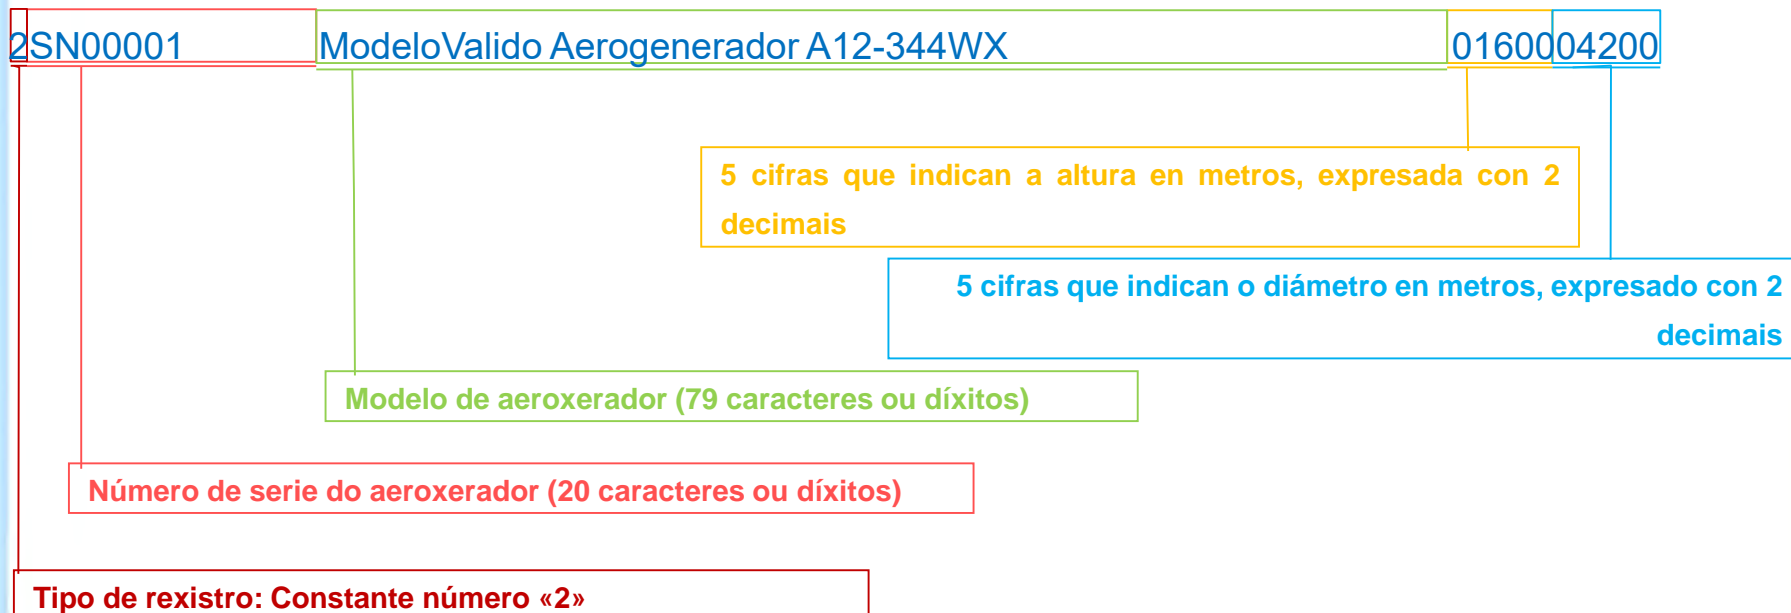 2SN00001 ModeloValido Aerogenerador A12-344WX 0160004200
5 cifras que indican a altura en metros, expresada con 2
decimais
5 cifras que indican o diámetro en metros, expresado con 2
decimais
Modelo de aeroxerador (79 caracteres ou díxitos)
Número de serie do aeroxerador (20 caracteres ou díxitos)
Tipo de rexistro: Constante número «2»